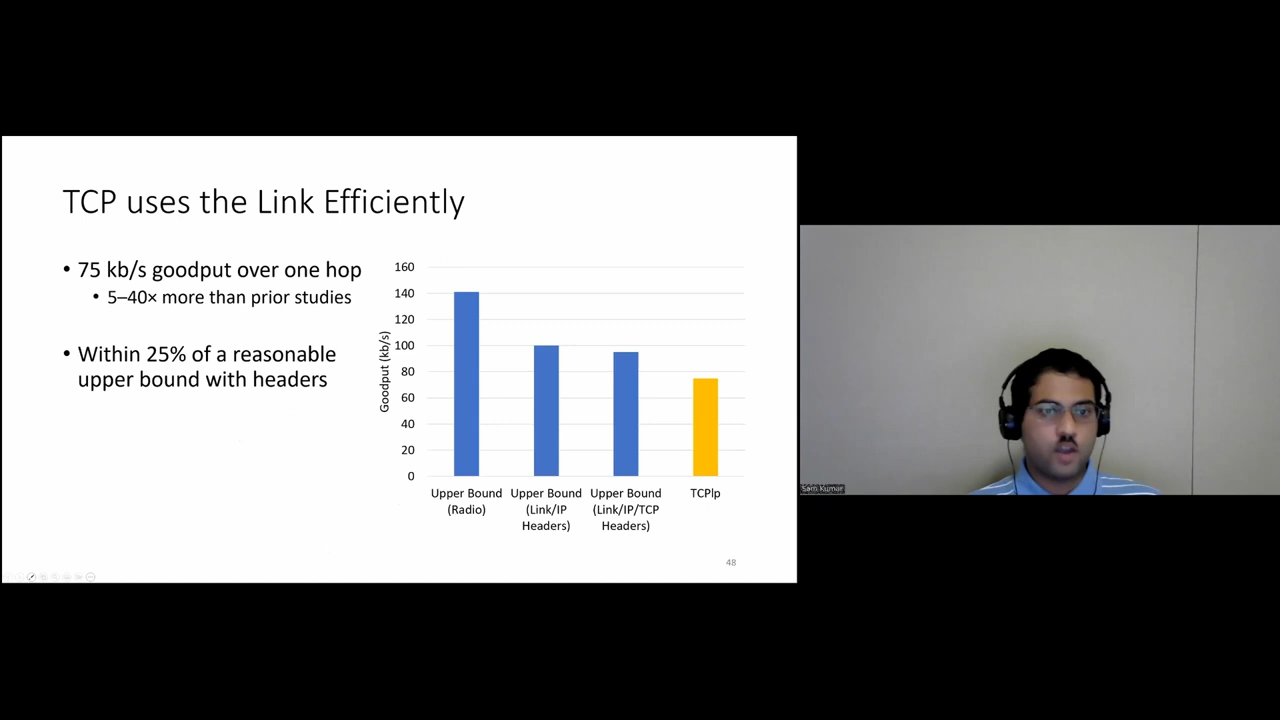 TCP uses the Link Efficiently
• 75 kb/s goodput over one hop
• 5–40× more than prior studies
• Within 25% of a reasonable
upper bound with headers
Goodput (kb/s)
160
140
120
100
80
60
40
20
0
Upper Bound
(Radio)
Upper Bound
(Link/IP
Headers)
Upper Bound
(Link/IP/TCP
Headers)
TCPlp
48
Sam Kumar